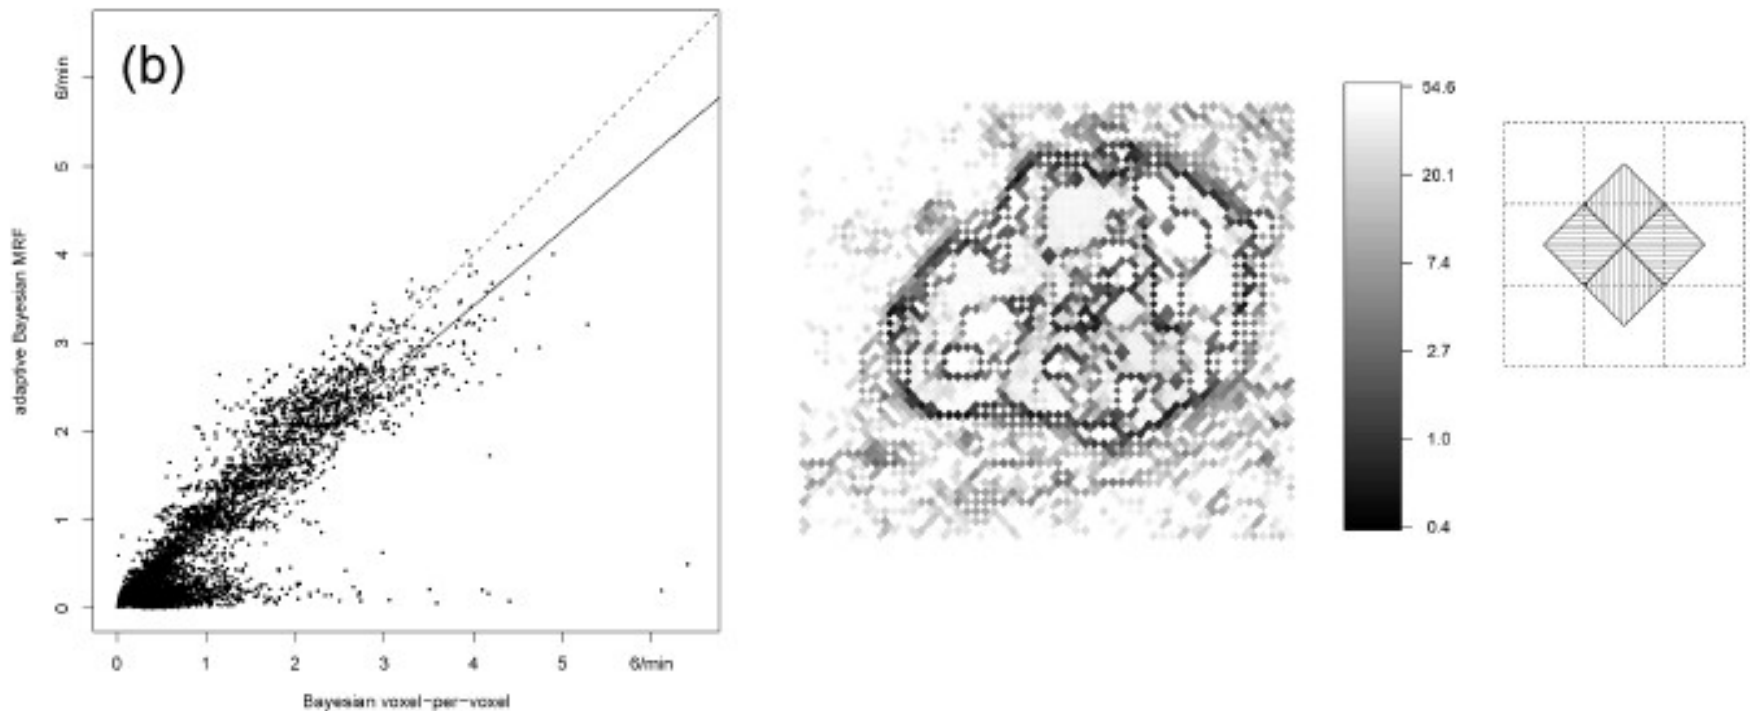 (b)
adaptive Bayesian MRF
6/min
5
4
3
2
1
0
0 1 2 3 4 5 6/min
Bayesian voxel-per-voxel
54.6
20.1
7.4
2.7
1.0
0.4